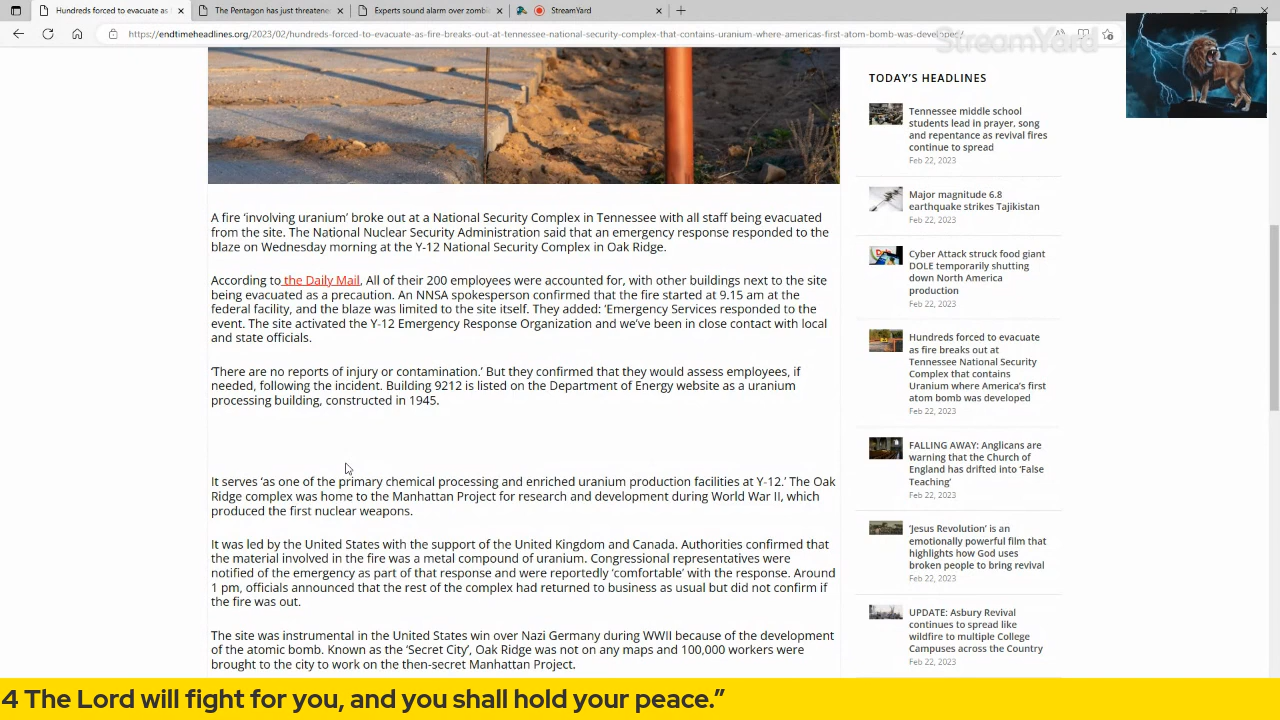 Hundreds forced to evacuate as
The Pentagon has just threatene
Experts sound alarm over zomb
StreamYard
https://endtimeheadlines.org/2023/02/hundreds-forced-to-evacuate-as-fire-breaks-out-at-tennessee-national-security-complex-that-contains-uranium-where-americas-first-atom-bomb-was-developed/
StreamYard
A fire ‘involving uranium’ broke out at a National Security Complex in Tennessee with all staff being evacuated
from the site. The National Nuclear Security Administration said that an emergency response responded to the
blaze on Wednesday morning at the Y-12 National Security Complex in Oak Ridge.
According to the Daily Mail, All of their 200 employees were accounted for, with other buildings next to the site
being evacuated as a precaution. An NNSA spokesperson confirmed that the fire started at 9.15 am at the
federal facility, and the blaze was limited to the site itself. They added: ‘Emergency Services responded to the
event. The site activated the Y-12 Emergency Response Organization and we’ve been in close contact with local
and state officials.
‘There are no reports of injury or contamination.’ But they confirmed that they would assess employees, if
needed, following the incident. Building 9212 is listed on the Department of Energy website as a uranium
processing building, constructed in 1945.
It serves ‘as one of the primary chemical processing and enriched uranium production facilities at Y-12.’ The Oak
Ridge complex was home to the Manhattan Project for research and development during World War II, which
produced the first nuclear weapons.
It was led by the United States with the support of the United Kingdom and Canada. Authorities confirmed that
the material involved in the fire was a metal compound of uranium. Congressional representatives were
notified of the emergency as part of that response and were reportedly ‘comfortable’ with the response. Around
1 pm, officials announced that the rest of the complex had returned to business as usual but did not confirm if
the fire was out.
The site was instrumental in the United States win over Nazi Germany during WWII because of the development
of the atomic bomb. Known as the ‘Secret City’, Oak Ridge was not on any maps and 100,000 workers were
brought to the city to work on the then-secret Manhattan Project.
TODAY’S HEADLINES
Tennessee middle school
students lead in prayer, song
and repentance as revival fires
continue to spread
Feb 22, 2023
Major magnitude 6.8
earthquake strikes Tajikistan
Feb 22, 2023
Cyber Attack struck food giant
DOLE temporarily shutting
down North America
production
Feb 22, 2023
Hundreds forced to evacuate
as fire breaks out at
Tennessee National Security
Complex that contains
Uranium where America’s first
atom bomb was developed
Feb 22, 2023
FALLING AWAY: Anglicans are
warning that the Church of
England has drifted into ‘False
Teaching’
Feb 22, 2023
‘Jesus Revolution’ is an
emotionally powerful film that
highlights how God uses
broken people to bring revival
Feb 22, 2023
UPDATE: Asbury Revival
continues to spread like
wildfire to multiple College
Campuses across the Country
Feb 22, 2023
4 The Lord will fight for you, and you shall hold your peace.”